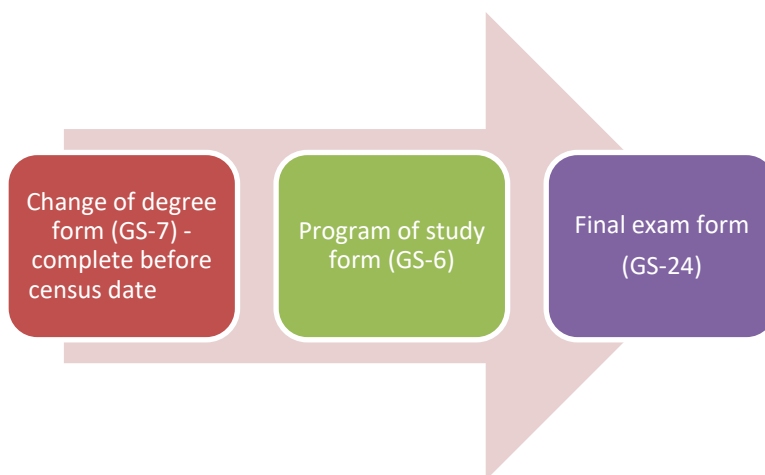 Change of degree
form (GS-7) -
complete before
census date
Program of study
form (GS-6)
Final exam form
(GS-24)